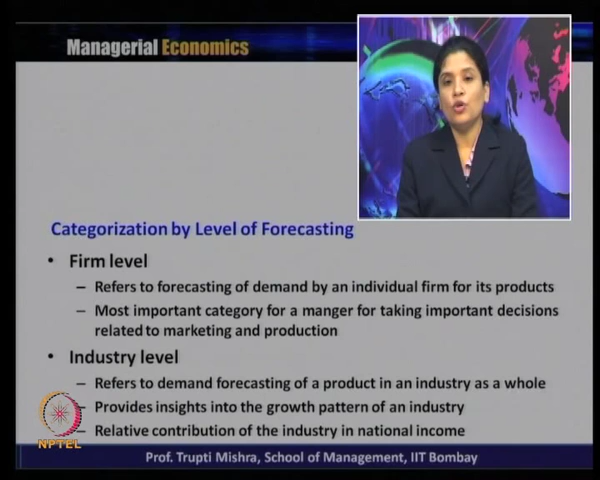 Managerial Economics
Categorization by Level of Forecasting
• Firm level
– Refers to forecasting of demand by an individual firm for its products
– Most important category for a manger for taking important decisions
related to marketing and production
• Industry level
– Refers to demand forecasting of a product in an industry as a whole
– Provides insights into the growth pattern of an industry
– Relative contribution of the industry in national income
NPTEL
Prof. Trupti Mishra, School of Management, IIT Bombay